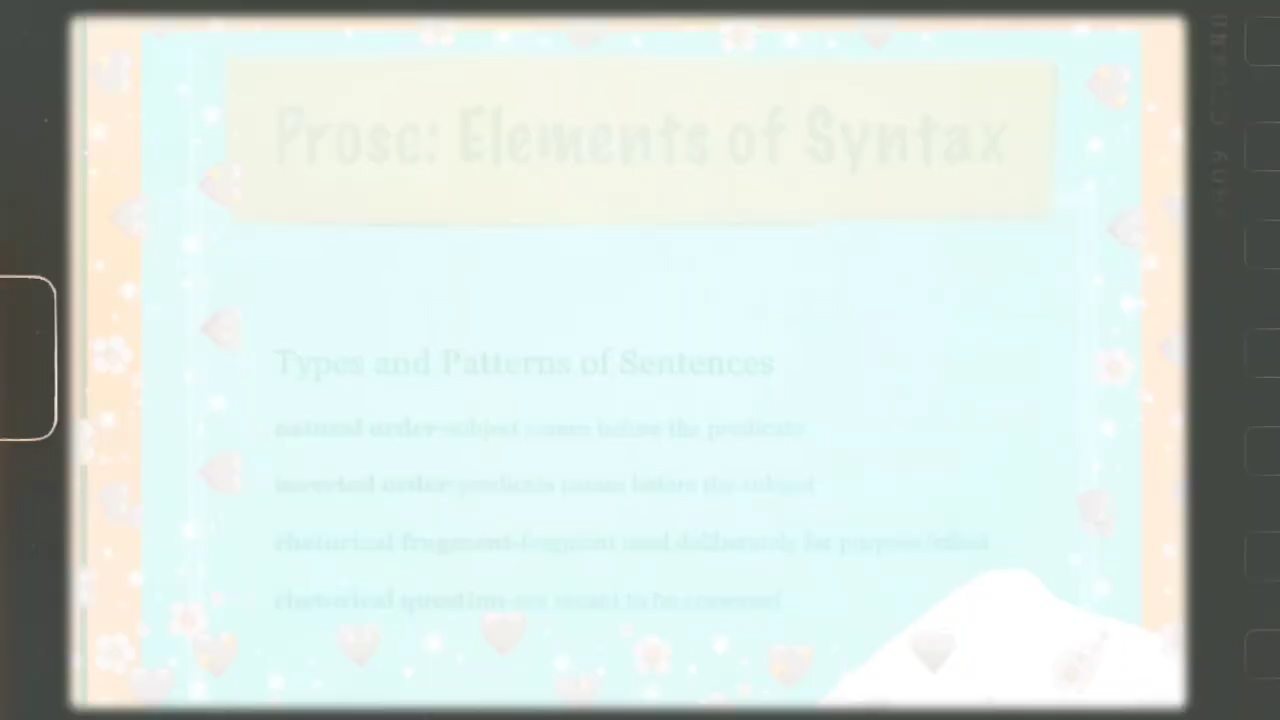 Prose: Elements of Syntax
Types and Patterns of Sentences
natural order-subject comes before the predicate
inverted order-predicate comes before the subject
rhetorical fragment-fragment used deliberately for purpose/effect
rhetorical question-not meant to be answered